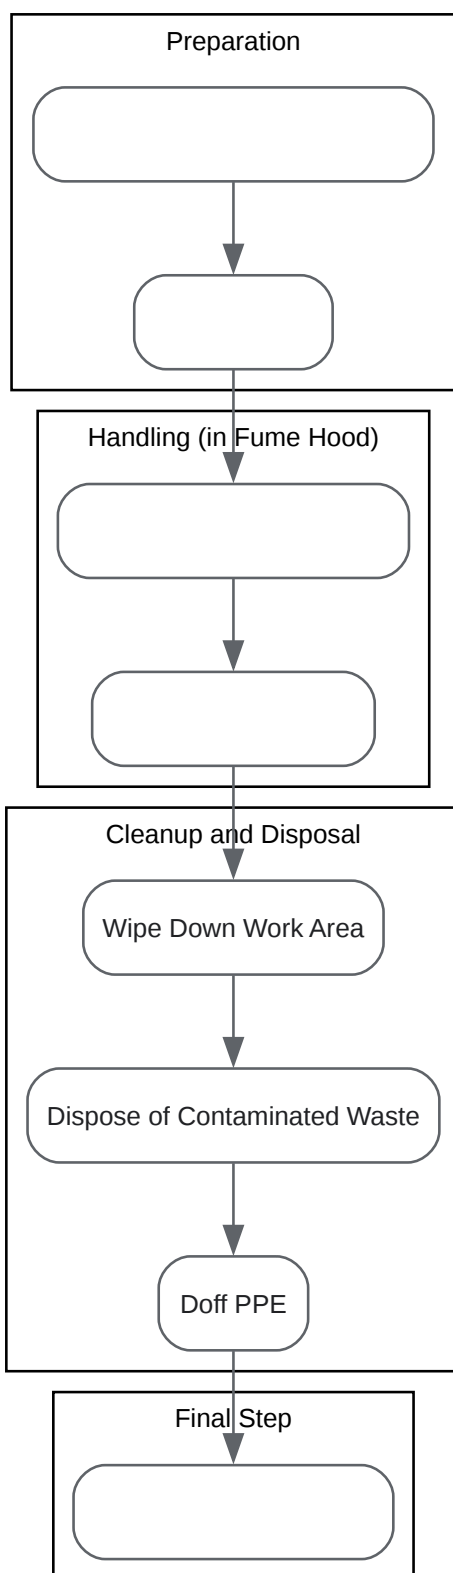 Preparation
Handling (in Fume Hood)
Cleanup and Disposal
Wipe Down Work Area
Dispose of Contaminated Waste
Doff PPE
Final Step